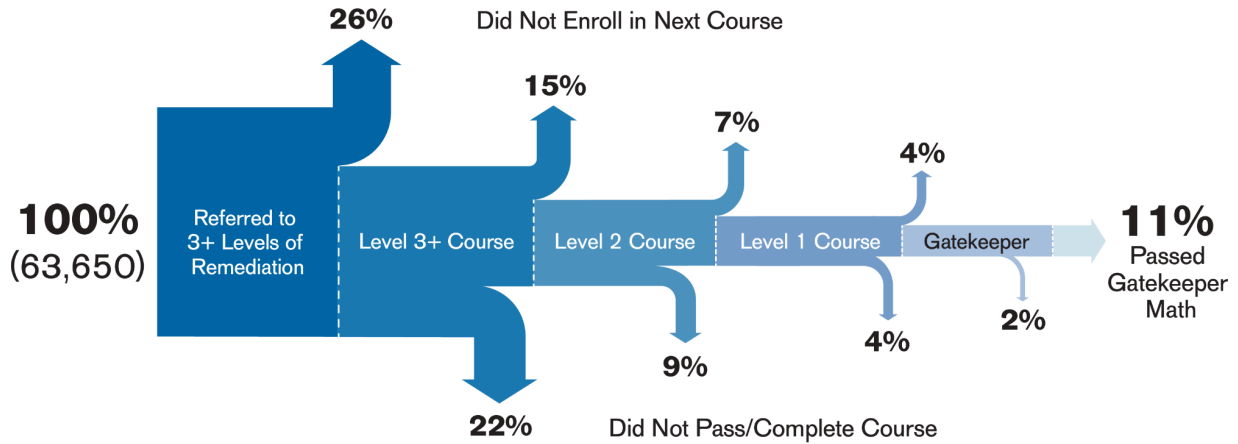 26%
Did Not Enroll in Next Course
15%
7%
4%
100%
(63,650)
Referred to
3+ Levels of
Remediation
Level 3+ Course
Level 2 Course
Level 1 Course
Gatekeeper
11%
Passed
Gatekeeper
Math
22%
9%
4%
2%
Did Not Pass/Complete Course